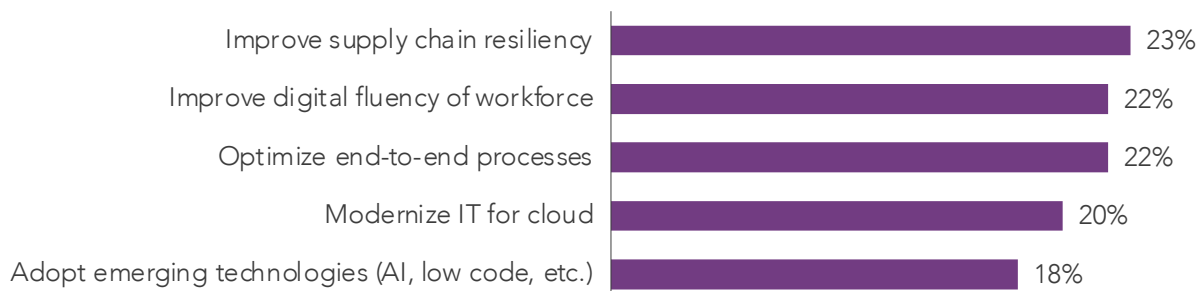 Improve supply chain resiliency 23%
Improve digital fluency of workforce 22%
Optimize end-to-end processes 22%
Modernize IT for cloud 20%
Adopt emerging technologies (AI, low code, etc.) 18%